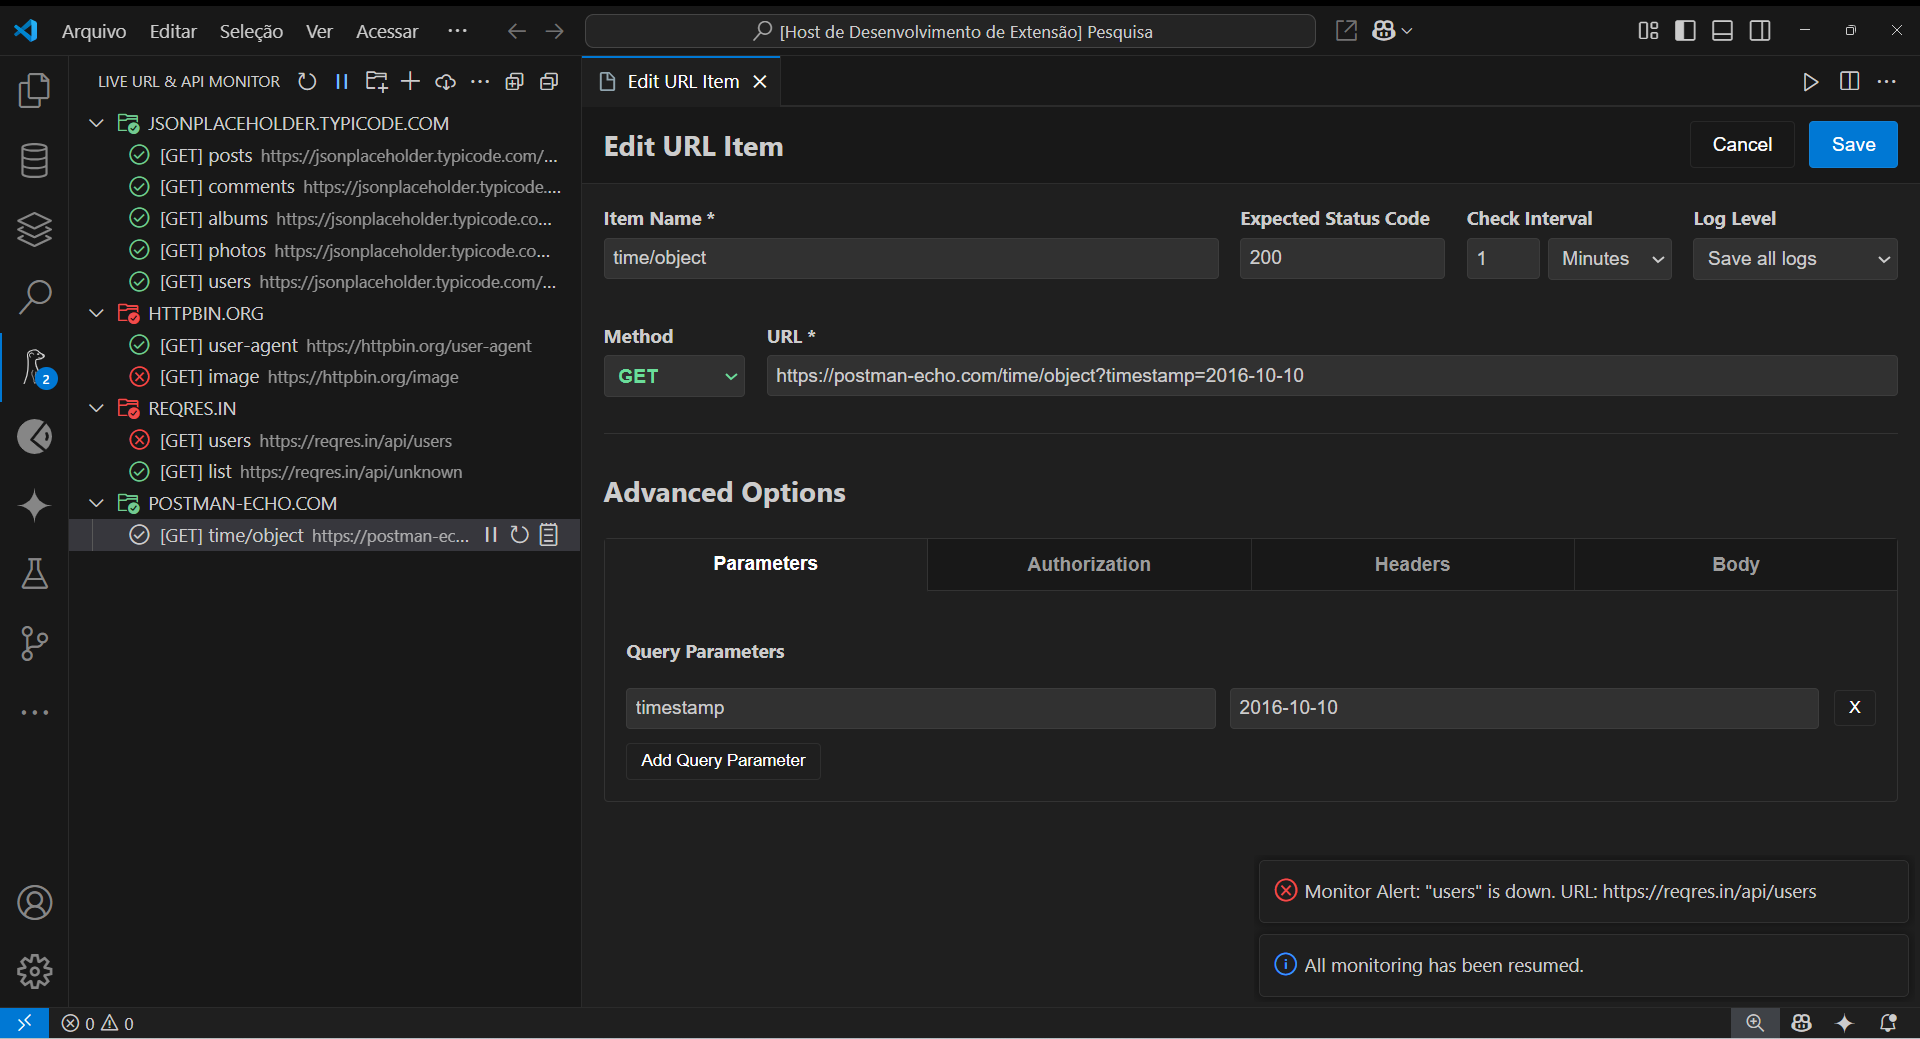 Arquivo Editar Seleção Ver Acessar ... [Host de Desenvolvimento de Extensão] Pesquisa
LIVE URL & API MONITOR
JSONPLACEHOLDER.TYPICODE.COM
[GET] posts https://jsonplaceholder.typicode.com/...
[GET] comments https://jsonplaceholder.typicode....
[GET] albums https://jsonplaceholder.typicode.co...
[GET] photos https://jsonplaceholder.typicode.co...
[GET] users https://jsonplaceholder.typicode.com/...
HTTPBIN.ORG
[GET] user-agent https://httpbin.org/user-agent
[GET] image https://httpbin.org/image
REQRES.IN
[GET] users https://reqres.in/api/users
[GET] list https://reqres.in/api/unknown
POSTMAN-ECHO.COM
[GET] time/object https://postman-ec...
2
Edit URL Item
Edit URL Item
Cancel Save
Item Name * Expected Status Code Check Interval Log Level
time/object 200 1 Minutes Save all logs
Method URL *
GET https://postman-echo.com/time/object?timestamp=2016-10-10
Advanced Options
Parameters Authorization Headers Body
Query Parameters
timestamp 2016-10-10 X
Add Query Parameter
Monitor Alert: "users" is down. URL: https://reqres.in/api/users
All monitoring has been resumed.
0 0